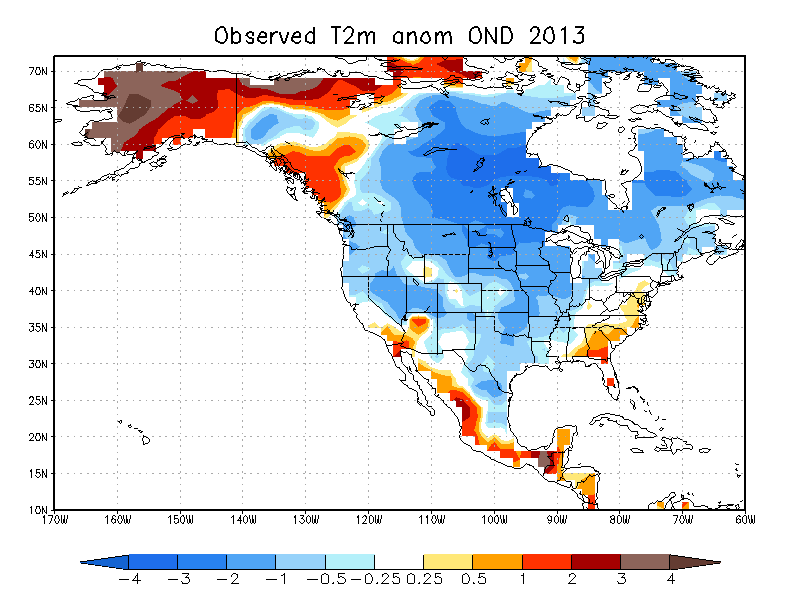 Observed T2m anom OND 2013
70N
65N
60N
55N
50N
45N
40N
35N
30N
25N
20N
15N
10N
170W 160W 150W 140W 130W 120W 110W 100W 90W 80W 70W 60W
-4 -3 -2 -1 -0.5 -0.25 0.25 0.5 1 2 3 4